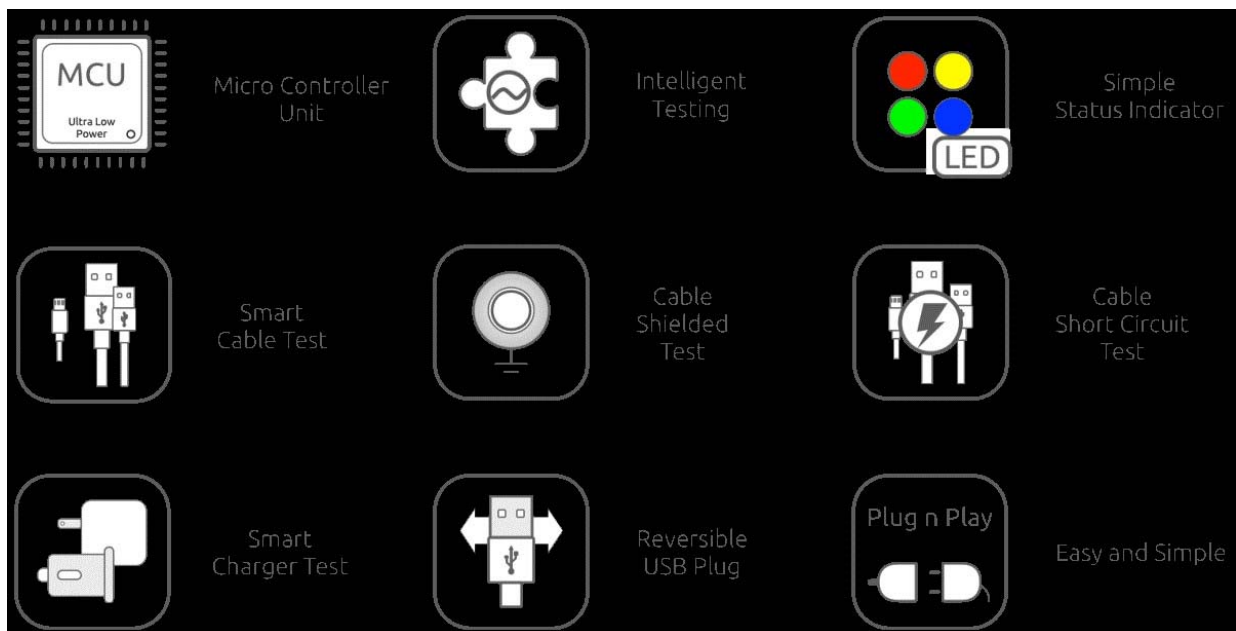 MCU
Ultra Low
Power
Micro Controller
Unit
Intelligent
Testing
LED
Simple
Status Indicator
Smart
Cable Test
Cable
Shielded
Test
Cable
Short Circuit
Test
Smart
Charger Test
Reversible
USB Plug
Plug n Play
Easy and Simple